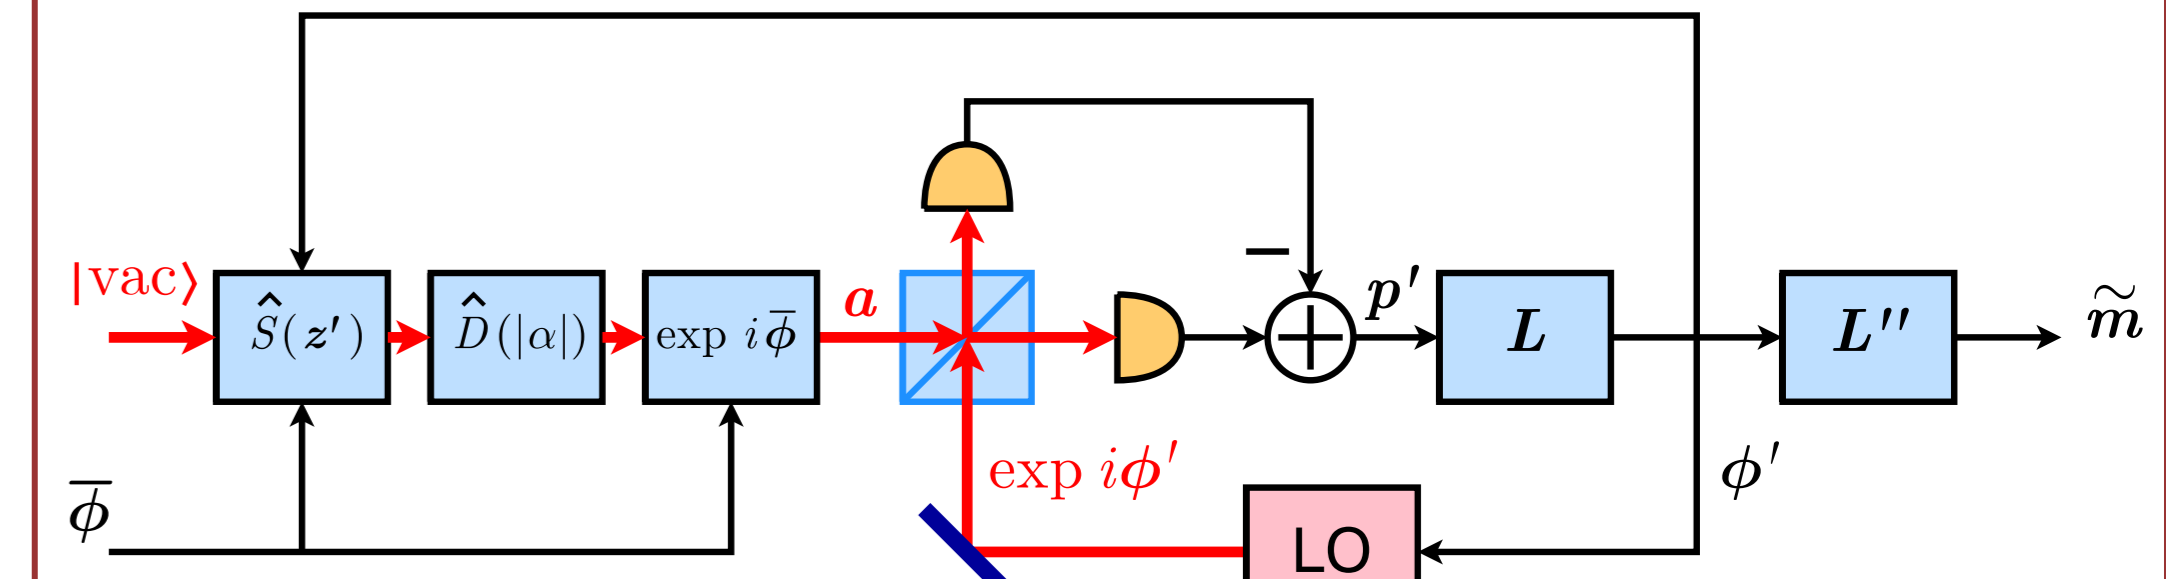 |vac⟩
Ŝ(z′)
D̂(|α|)
exp iϕ̅
a
−
p′
L
L″
m̃
exp iϕ′
ϕ′
ϕ̅
LO